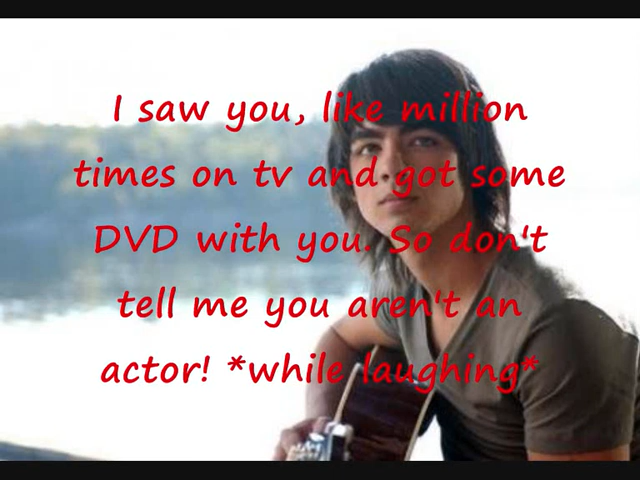 I saw you, like million
times on tv and got some
DVD with you. So don't
tell me you aren't an
actor! *while laughing*